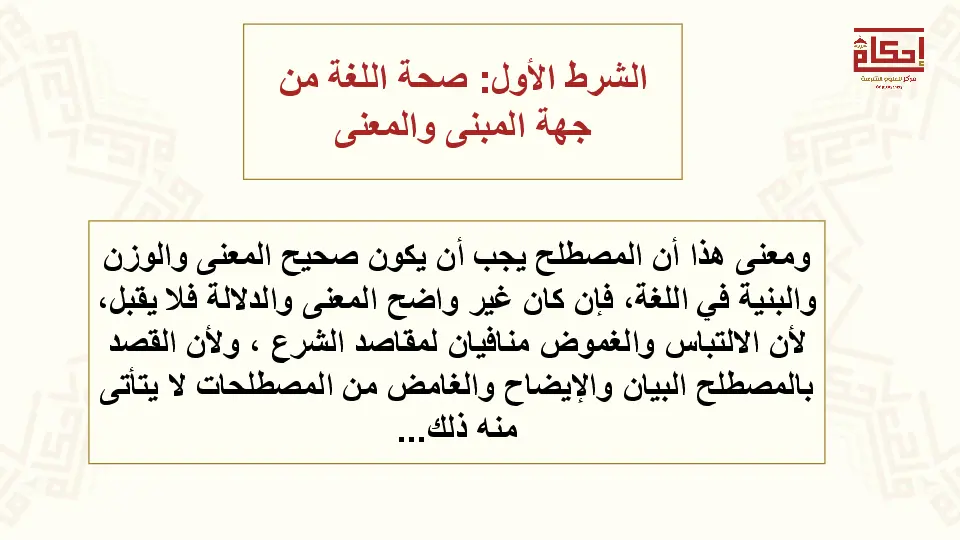 إحكام
مركز للعلوم الشرعية
الشرط الأول: صحة اللغة من
جهة المبنى والمعنى
ومعنى هذا أن المصطلح يجب أن يكون صحيح المعنى والوزن
والبنية في اللغة، فإن كان غير واضح المعنى والدلالة فلا يقبل،
لأن الالتباس والغموض منافيان لمقاصد الشرع ، ولأن القصد
بالمصطلح البيان والإيضاح والغامض من المصطلحات لا يتأتى
منه ذلك...